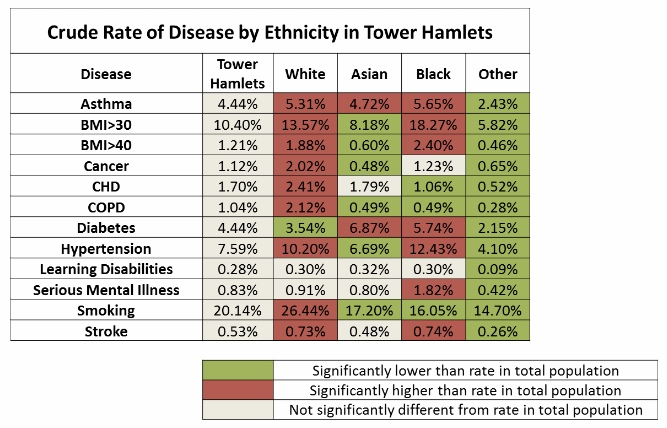 Crude Rate of Disease by Ethnicity in Tower Hamlets
Disease Tower Hamlets White Asian Black Other
Asthma 4.44% 5.31% 4.72% 5.65% 2.43%
BMI>30 10.40% 13.57% 8.18% 18.27% 5.82%
BMI>40 1.21% 1.88% 0.60% 2.40% 0.46%
Cancer 1.12% 2.02% 0.48% 1.23% 0.65%
CHD 1.70% 2.41% 1.79% 1.06% 0.52%
COPD 1.04% 2.12% 0.49% 0.49% 0.28%
Diabetes 4.44% 3.54% 6.87% 5.74% 2.15%
Hypertension 7.59% 10.20% 6.69% 12.43% 4.10%
Learning Disabilities 0.28% 0.30% 0.32% 0.30% 0.09%
Serious Mental Illness 0.83% 0.91% 0.80% 1.82% 0.42%
Smoking 20.14% 26.44% 17.20% 16.05% 14.70%
Stroke 0.53% 0.73% 0.48% 0.74% 0.26%
Significantly lower than rate in total population
Significantly higher than rate in total population
Not significantly different from rate in total population